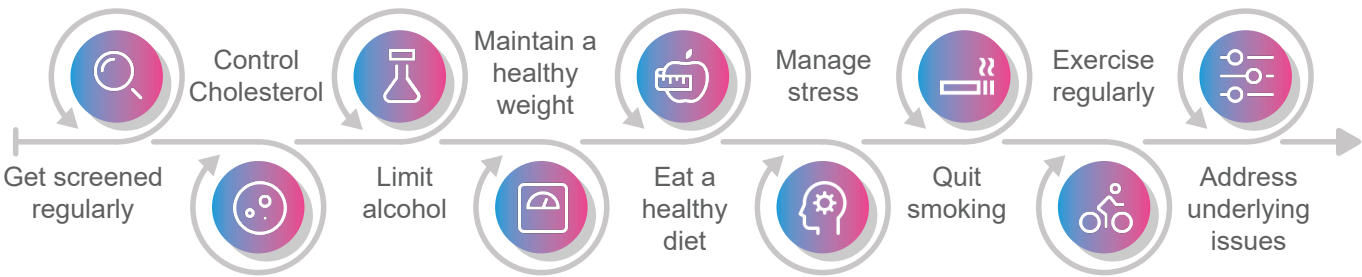 Get screened
regularly
Control
Cholesterol
Limit
alcohol
Maintain a
healthy
weight
Eat a
healthy
diet
Manage
stress
Quit
smoking
Exercise
regularly
Address
underlying
issues